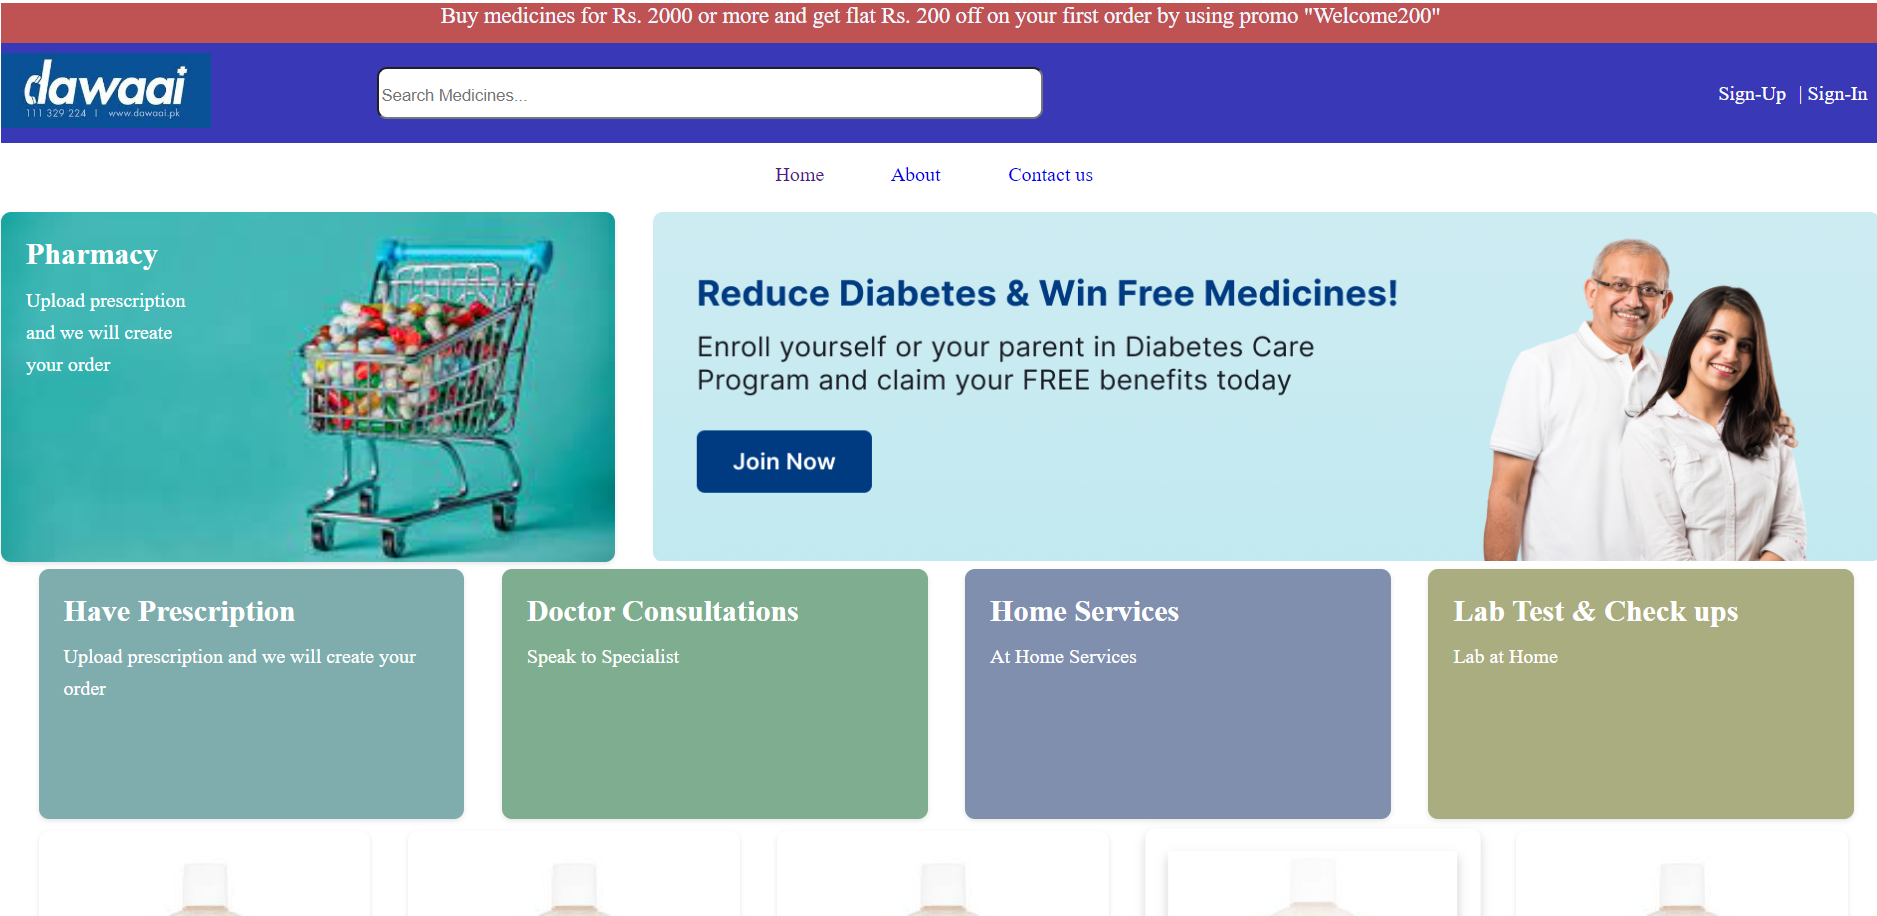 Buy medicines for Rs. 2000 or more and get flat Rs. 200 off on your first order by using promo "Welcome200"
dawaai
111 329 224 | www.dawaai.pk
Search Medicines...
Sign-Up | Sign-In
Home About Contact us
Pharmacy
Upload prescription
and we will create
your order
Reduce Diabetes & Win Free Medicines!
Enroll yourself or your parent in Diabetes Care
Program and claim your FREE benefits today
Join Now
Have Prescription
Upload prescription and we will create your
order
Doctor Consultations
Speak to Specialist
Home Services
At Home Services
Lab Test & Check ups
Lab at Home